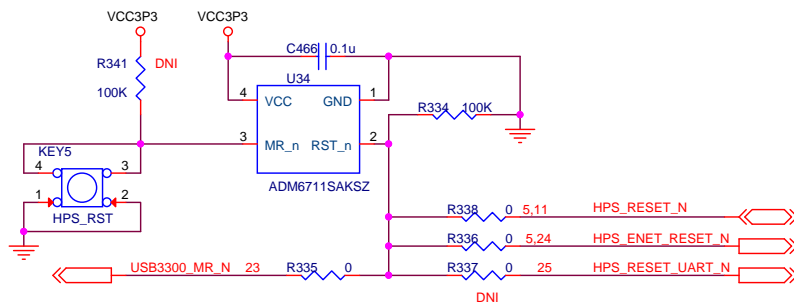 VCC3P3 VCC3P3
C466 0.1u
R341 DNI
U34
100K
4 VCC GND 1
R334 100K
3 MR_n RST_n 2
KEY5
4 3
ADM6711SAKSZ
1 2
HPS_RST
R338 0 5,11 HPS_RESET_N
R336 0 5,24 HPS_ENET_RESET_N
USB3300_MR_N 23 R335 0 R337 0 25 HPS_RESET_UART_N
DNI